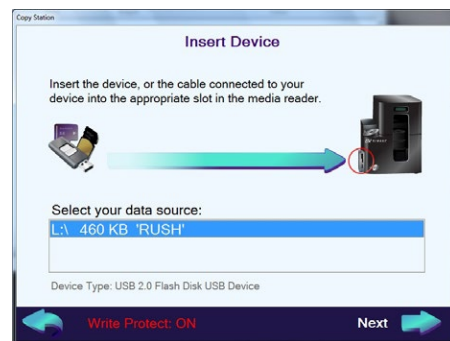 Copy Station
Insert Device
Insert the device, or the cable connected to your
device into the appropriate slot in the media reader.
Select your data source:
L:\ 460 KB 'RUSH'
Device Type: USB 2.0 Flash Disk USB Device
Write Protect: ON
Next